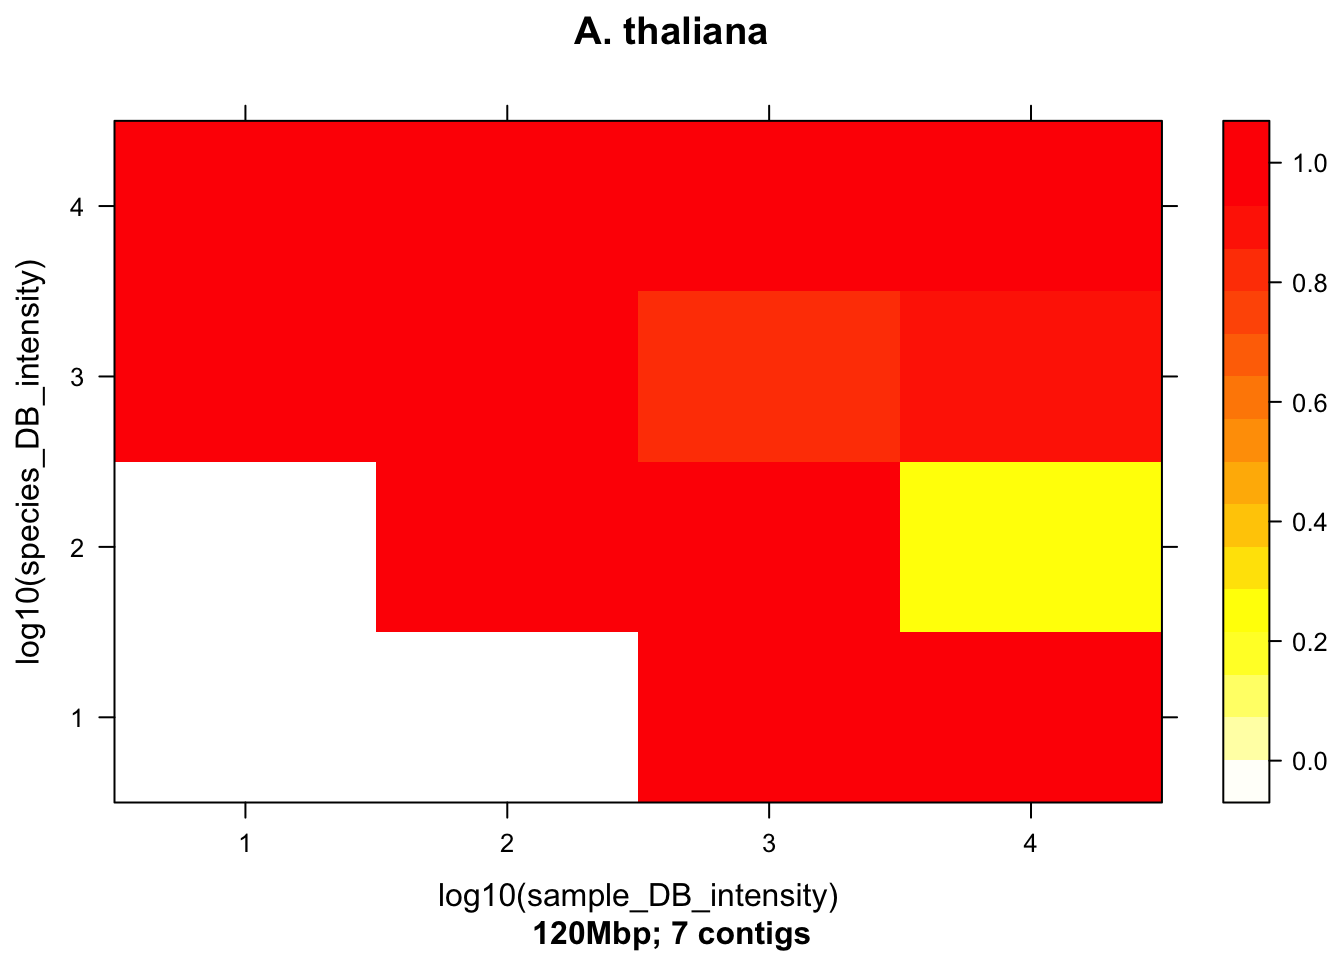 A. thaliana
4
3
2
1
log10(species_DB_intensity)
1 2 3 4
log10(sample_DB_intensity)
120Mbp; 7 contigs
1.0
0.8
0.6
0.4
0.2
0.0